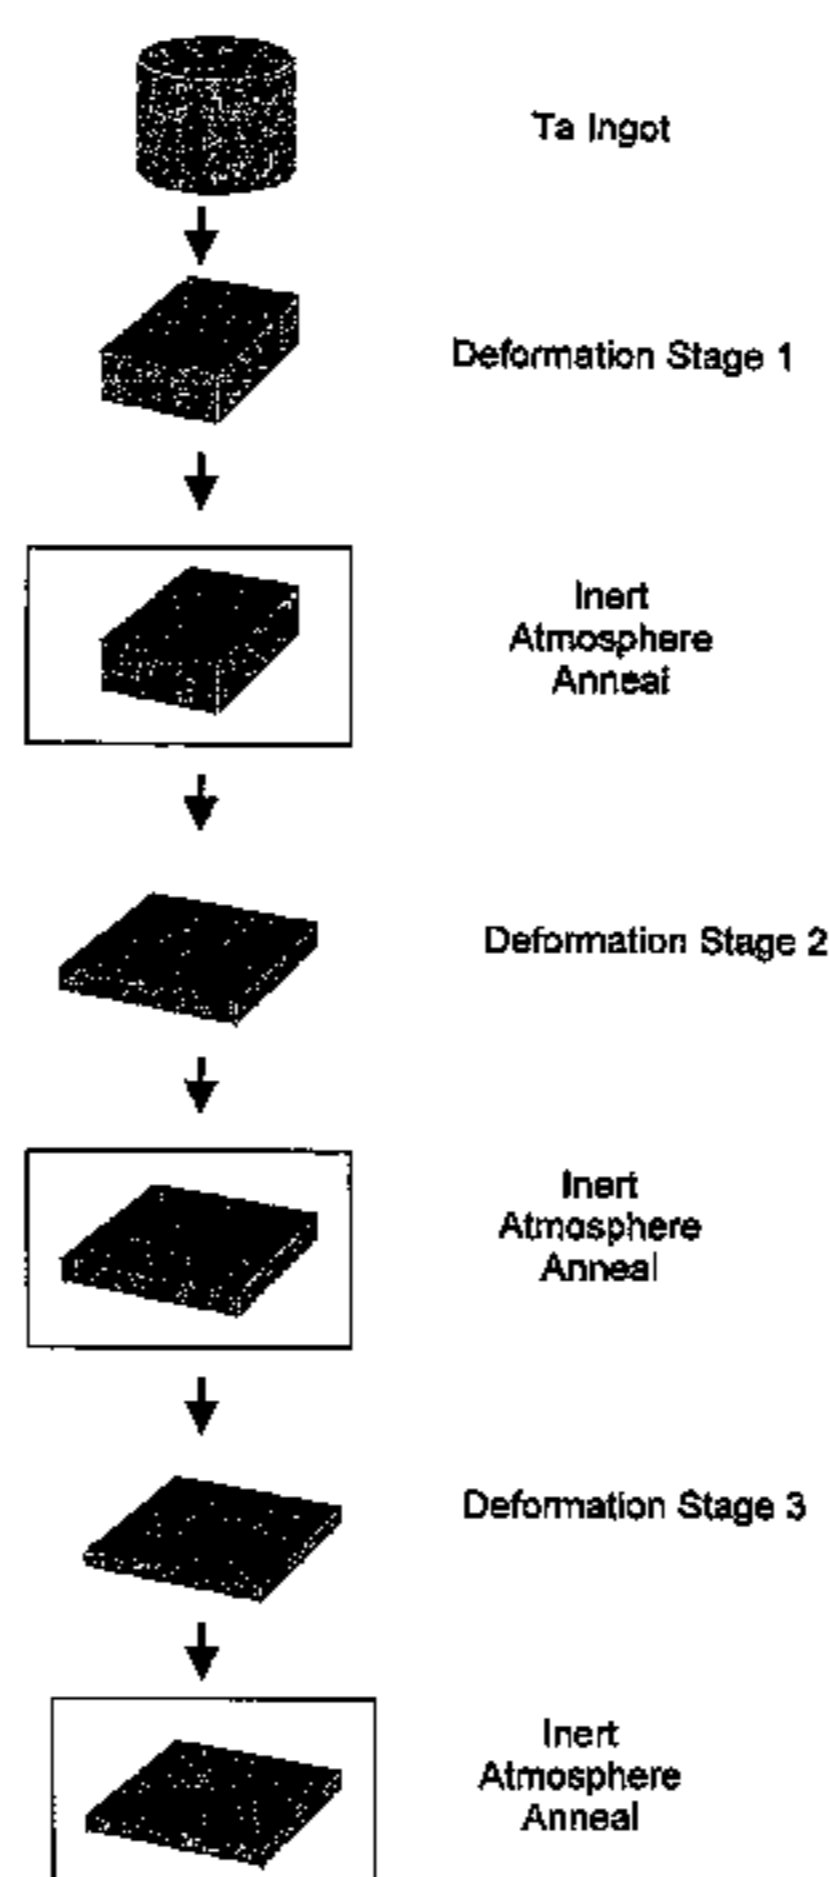 Ta Ingot
Deformation Stage 1
Inert
Atmosphere
Anneal
Deformation Stage 2
Inert
Atmosphere
Anneal
Deformation Stage 3
Inert
Atmosphere
Anneal